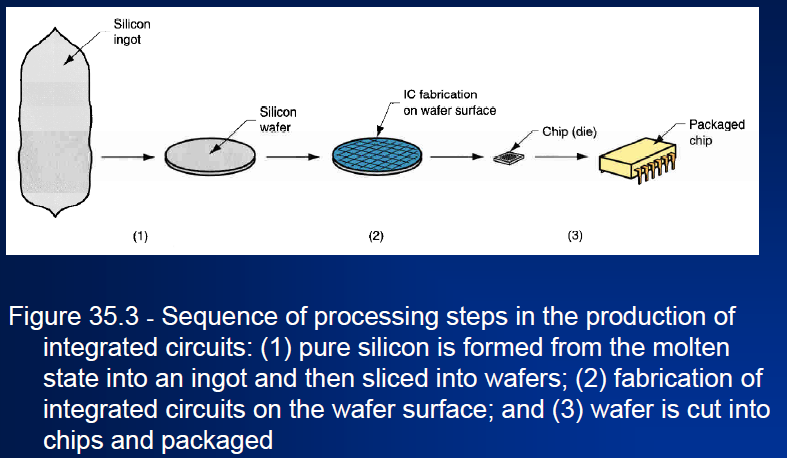 Silicon
ingot
Silicon
wafer
IC fabrication
on wafer surface
Chip (die)
Packaged
chip
(1)
(2)
(3)
Figure 35.3 - Sequence of processing steps in the production of
integrated circuits: (1) pure silicon is formed from the molten
state into an ingot and then sliced into wafers; (2) fabrication of
integrated circuits on the wafer surface; and (3) wafer is cut into
chips and packaged